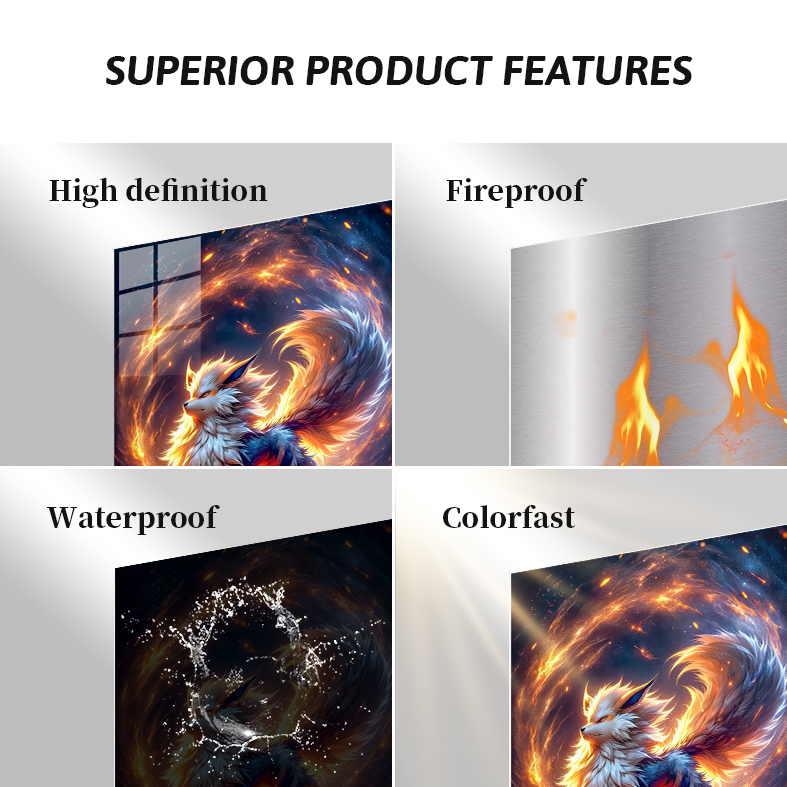 SUPERIOR PRODUCT FEATURES
High definition
Fireproof
Waterproof
Colorfast